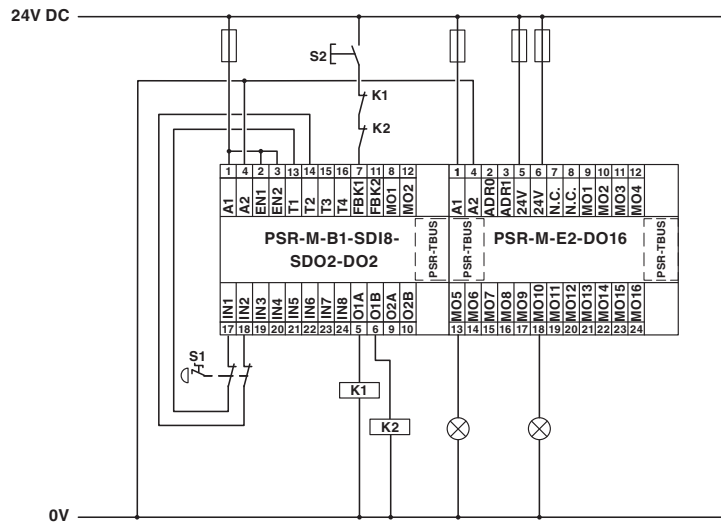 24V DC
S2
K1
K2
1 4 2 3 13 14 15 16 7 11 8 12 1 4 2 3 5 6 7 8 9 10 11 12
A1 A2 EN1 EN2 T1 T2 T3 T4 FBK1 FBK2 MO1 MO2 A1 A2 ADR0 ADR1 24V 24V N.C. N.C. MO1 MO2 MO3 MO4
PSR-M-B1-SDI8-
SDO2-DO2
PSR-TBUS
PSR-TBUS
PSR-M-E2-DO16
PSR-TBUS
IN1 IN2 IN3 IN4 IN5 IN6 IN7 IN8 O1A O1B O2A O2B MO5 MO6 MO7 MO8 MO9 MO10 MO11 MO12 MO13 MO14 MO15 MO16
17 18 19 20 21 22 23 24 5 6 9 10 13 14 15 16 17 18 19 20 21 22 23 24
S1
K1
K2
0V